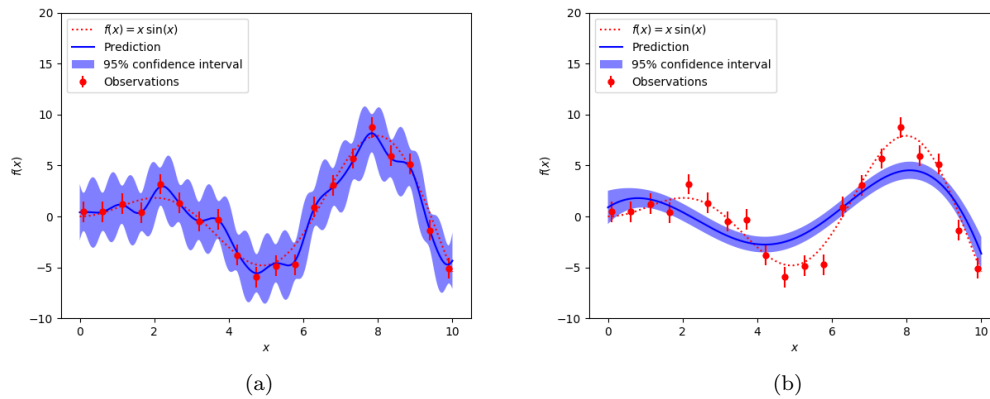 20
15
10
5
0
−5
−10
f(x)
f(x) = x sin(x)
Prediction
95% confidence interval
Observations
0 2 4 6 8 10
x
(a)
20
15
10
5
0
−5
−10
f(x)
f(x) = x sin(x)
Prediction
95% confidence interval
Observations
0 2 4 6 8 10
x
(b)